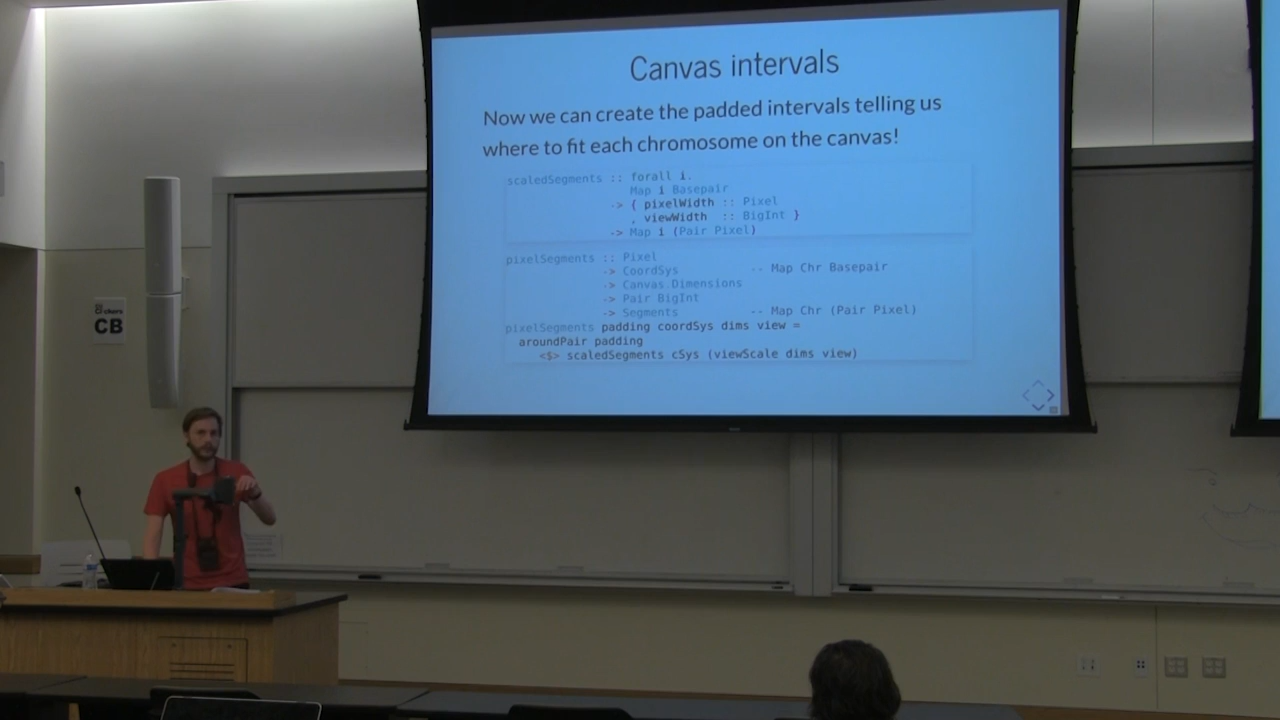 Canvas intervals
Now we can create the padded intervals telling us
where to fit each chromosome on the canvas!
scaledSegments :: forall i.
Map i Basepair
-> { pixelWidth :: Pixel
, viewWidth :: BigInt }
-> Map i (Pair Pixel)
pixelSegments :: Pixel
-> CoordSys -- Map Chr Basepair
-> Canvas.Dimensions
-> Pair BigInt
-> Segments -- Map Chr (Pair Pixel)
pixelSegments padding coordSys dims view =
aroundPair padding
<$> scaledSegments cSys (viewScale dims view)
CB